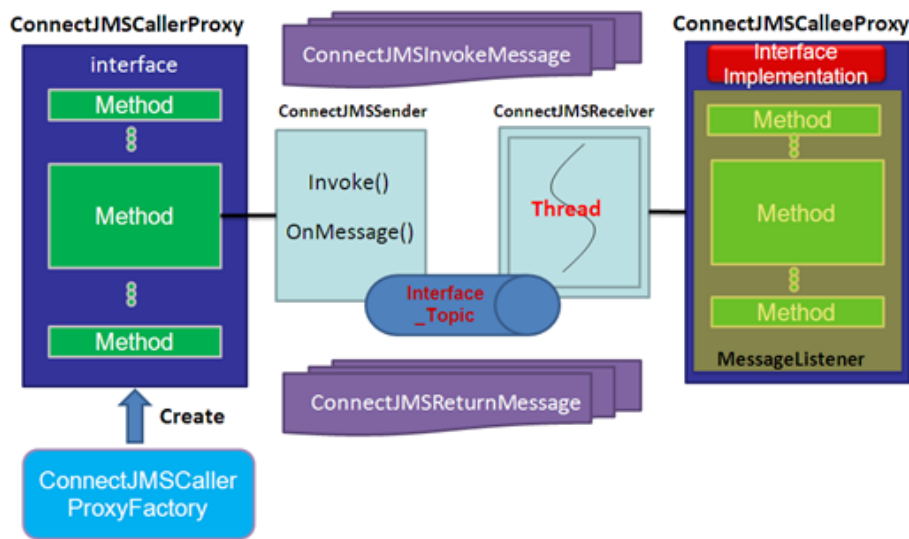 ConnectJMSCallerProxy
interface
Method
Method
Method
Create
ConnectJMSCaller
ProxyFactory
ConnectJMSInvokeMessage
ConnectJMSSender
Invoke()
OnMessage()
ConnectJMSReceiver
Thread
Interface
_Topic
ConnectJMSReturnMessage
ConnectJMSCalleeProxy
Interface
Implementation
Method
Method
Method
MessageListener